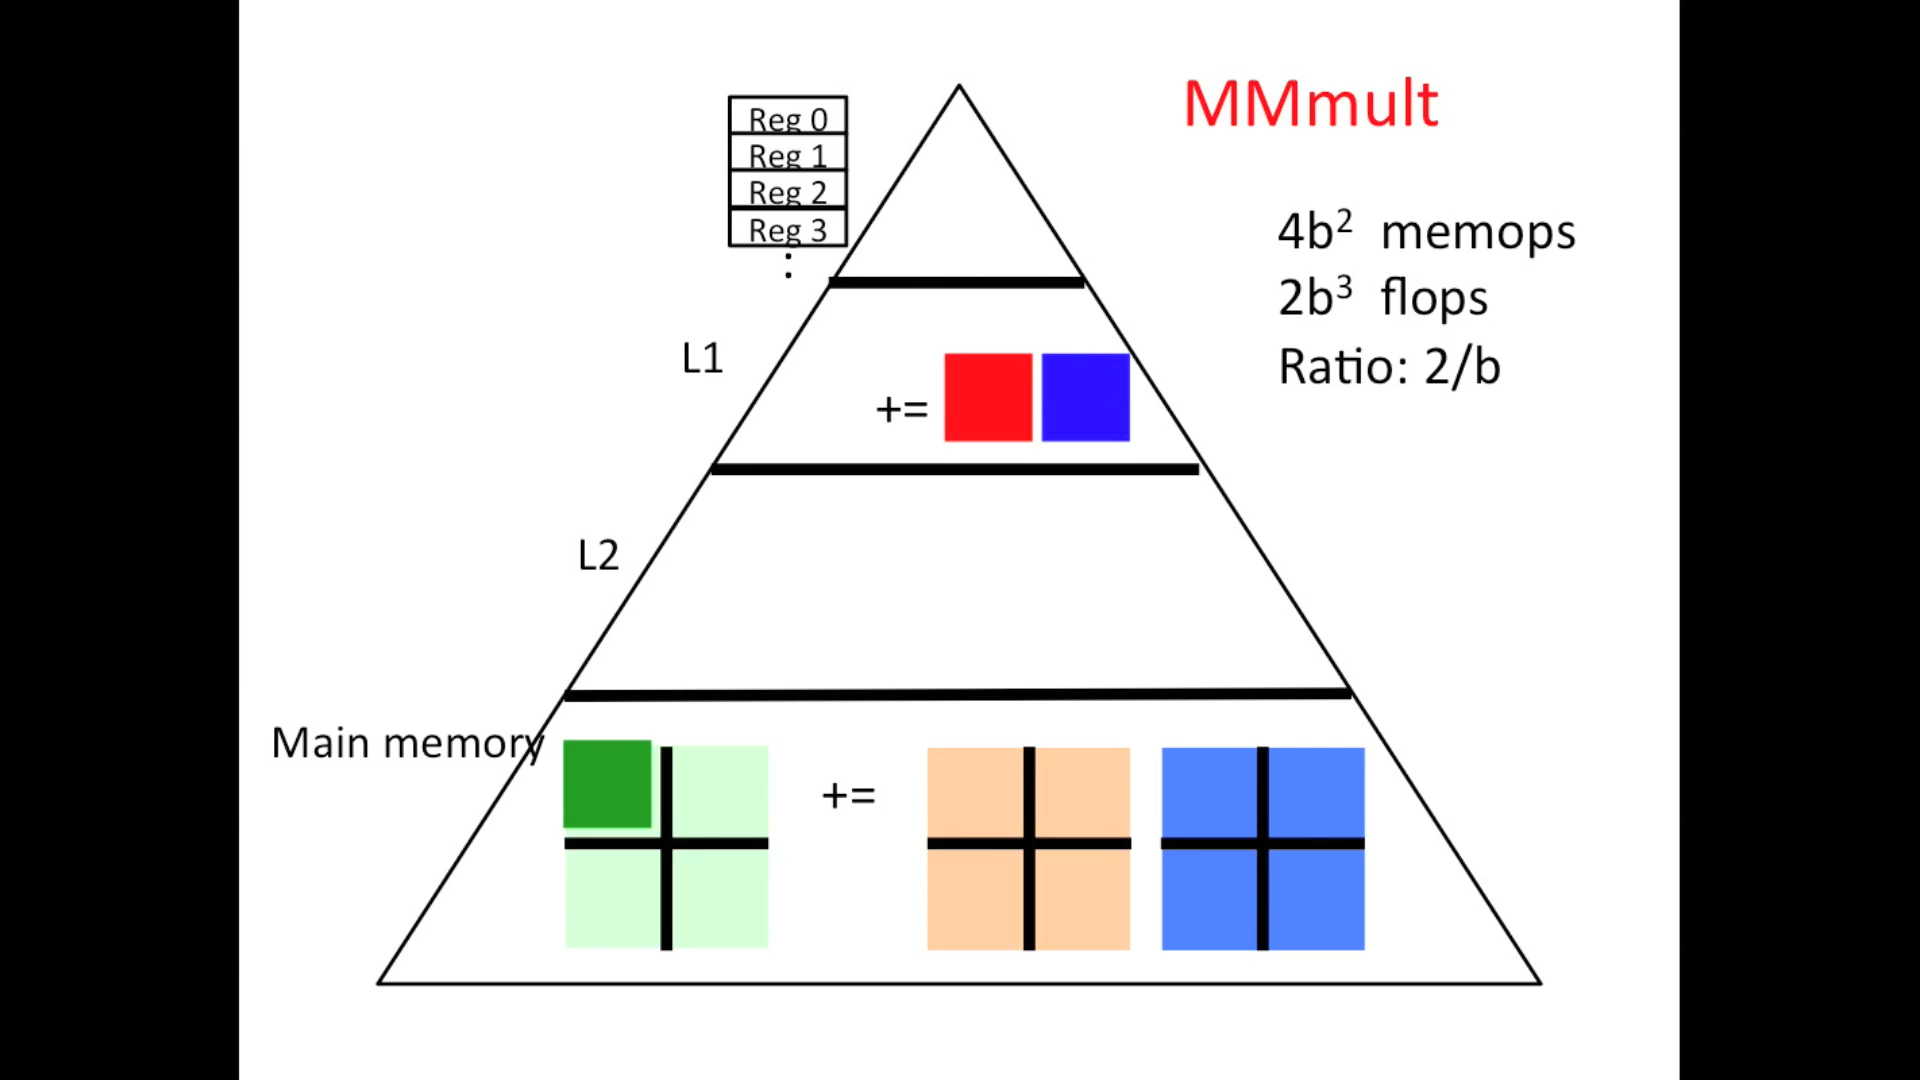 MMmult
Reg 0
Reg 1
Reg 2
Reg 3
:
4b² memops
2b³ flops
Ratio: 2/b
L1
+=
L2
Main memory
+=